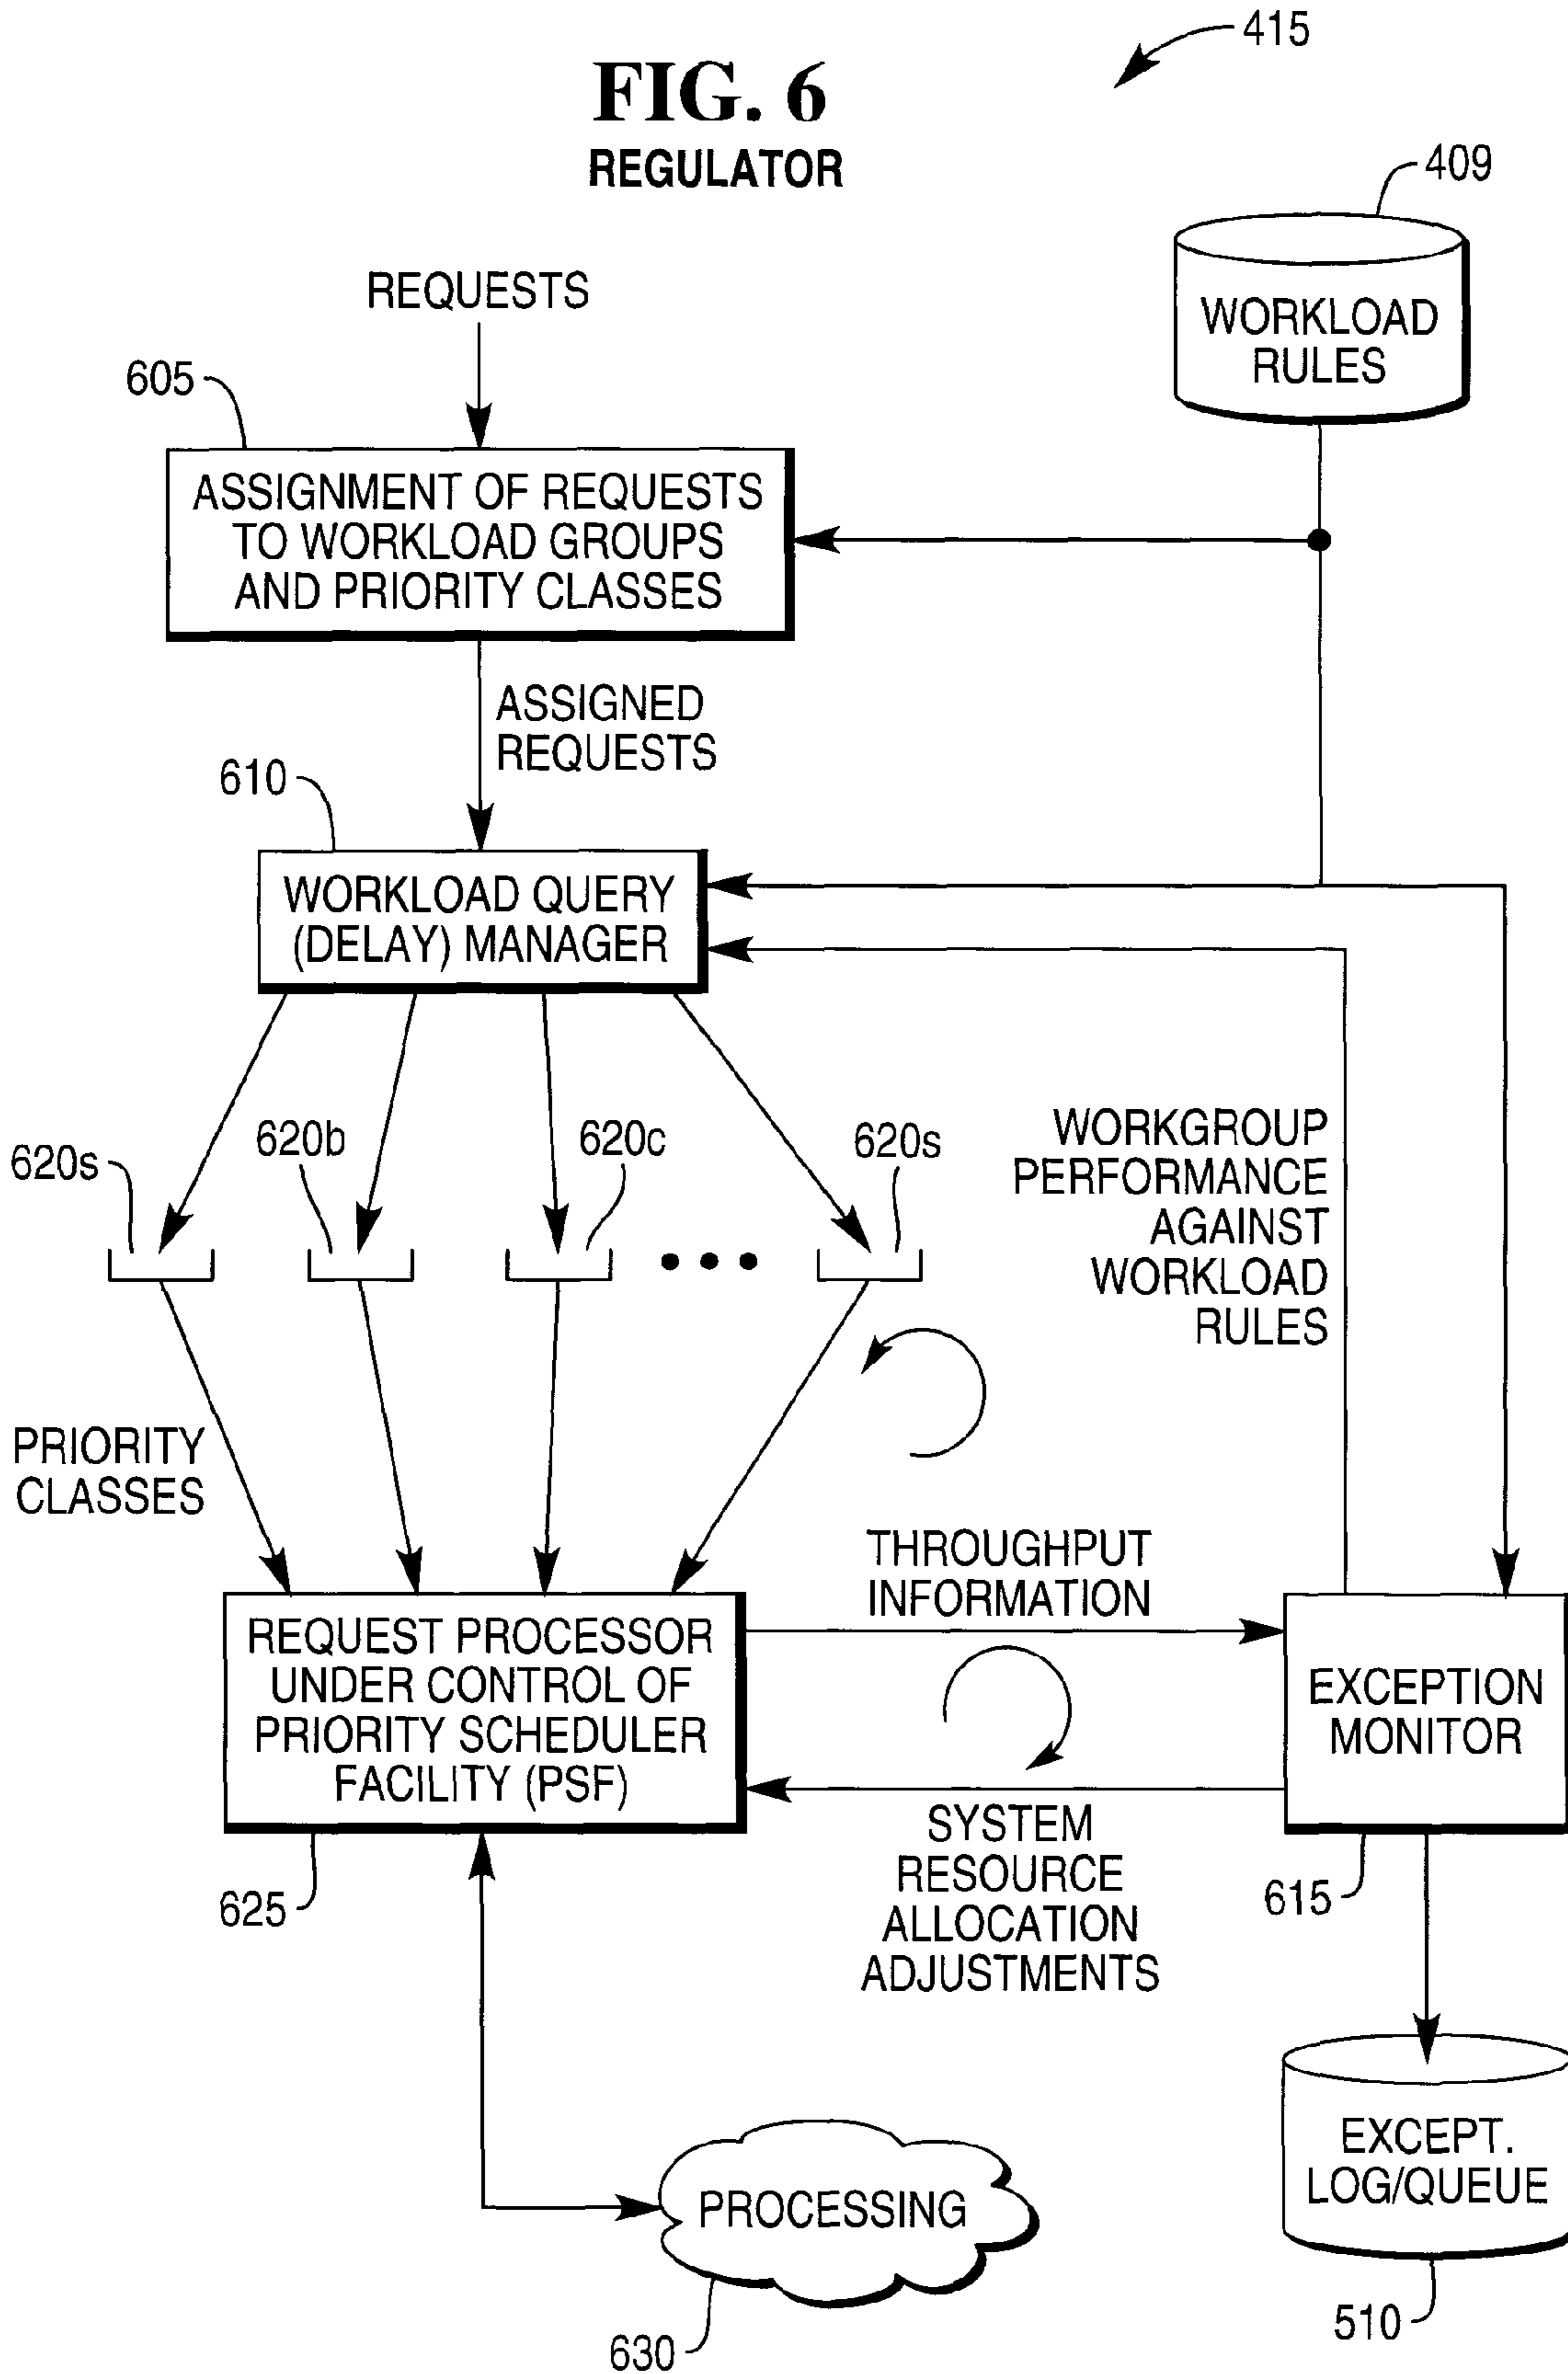 415
FIG. 6
REGULATOR
409
WORKLOAD
RULES
REQUESTS
605
ASSIGNMENT OF REQUESTS
TO WORKLOAD GROUPS
AND PRIORITY CLASSES
ASSIGNED
REQUESTS
610
WORKLOAD QUERY
(DELAY) MANAGER
620s
620b
620c
620s
WORKGROUP
PERFORMANCE
AGAINST
WORKLOAD
RULES
PRIORITY
CLASSES
THROUGHPUT
INFORMATION
REQUEST PROCESSOR
UNDER CONTROL OF
PRIORITY SCHEDULER
FACILITY (PSF)
625
EXCEPTION
MONITOR
615
SYSTEM
RESOURCE
ALLOCATION
ADJUSTMENTS
PROCESSING
630
EXCEPT.
LOG/QUEUE
510